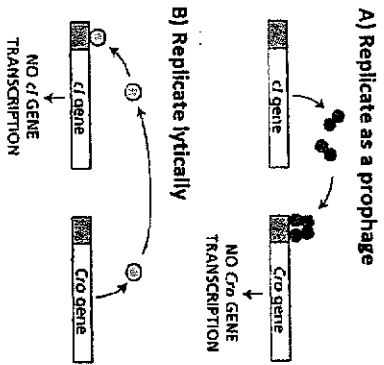 A) Replicate as a prophage
cI gene
Cro gene
NO Cro GENE
TRANSCRIPTION
B) Replicate lytically
cI gene
Cro gene
NO cI GENE
TRANSCRIPTION